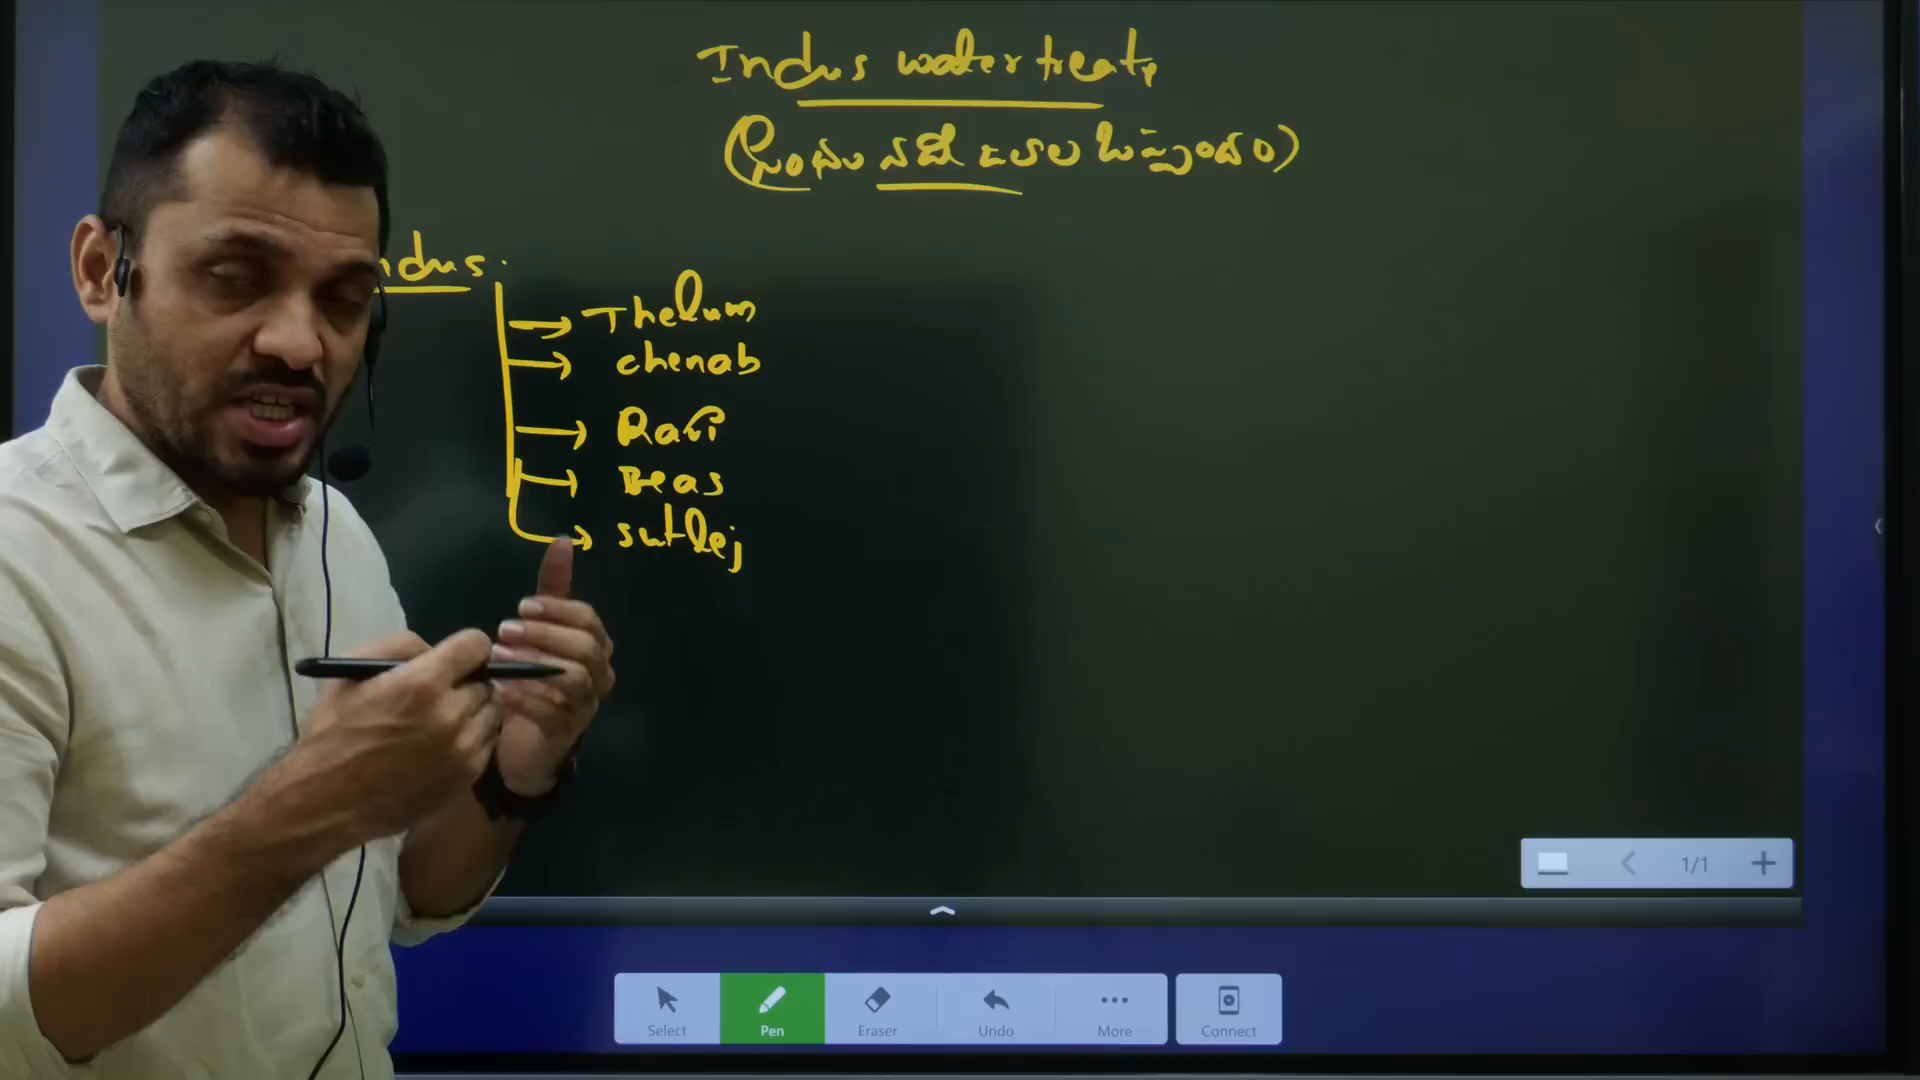 Indus water treaty
(సింధు నదీ జలాల ఒప్పందం)
ndus
Thelum
chenab
Ravi
Beas
sutlej
1/1
Select Pen Eraser Undo More Connect